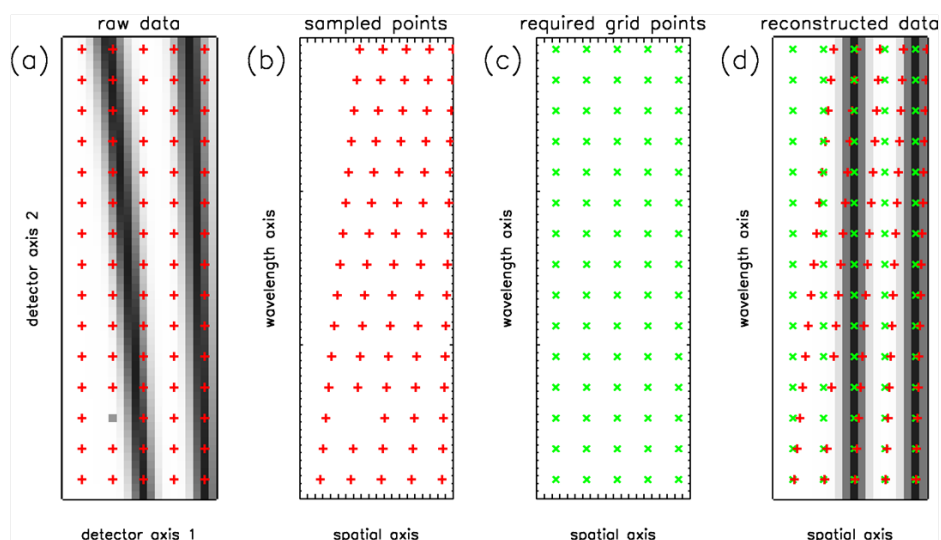 raw data
sampled points
required grid points
reconstructed data
(a)
(b)
(c)
(d)
detector axis 2
wavelength axis
wavelength axis
wavelength axis
detector axis 1
spatial axis
spatial axis
spatial axis